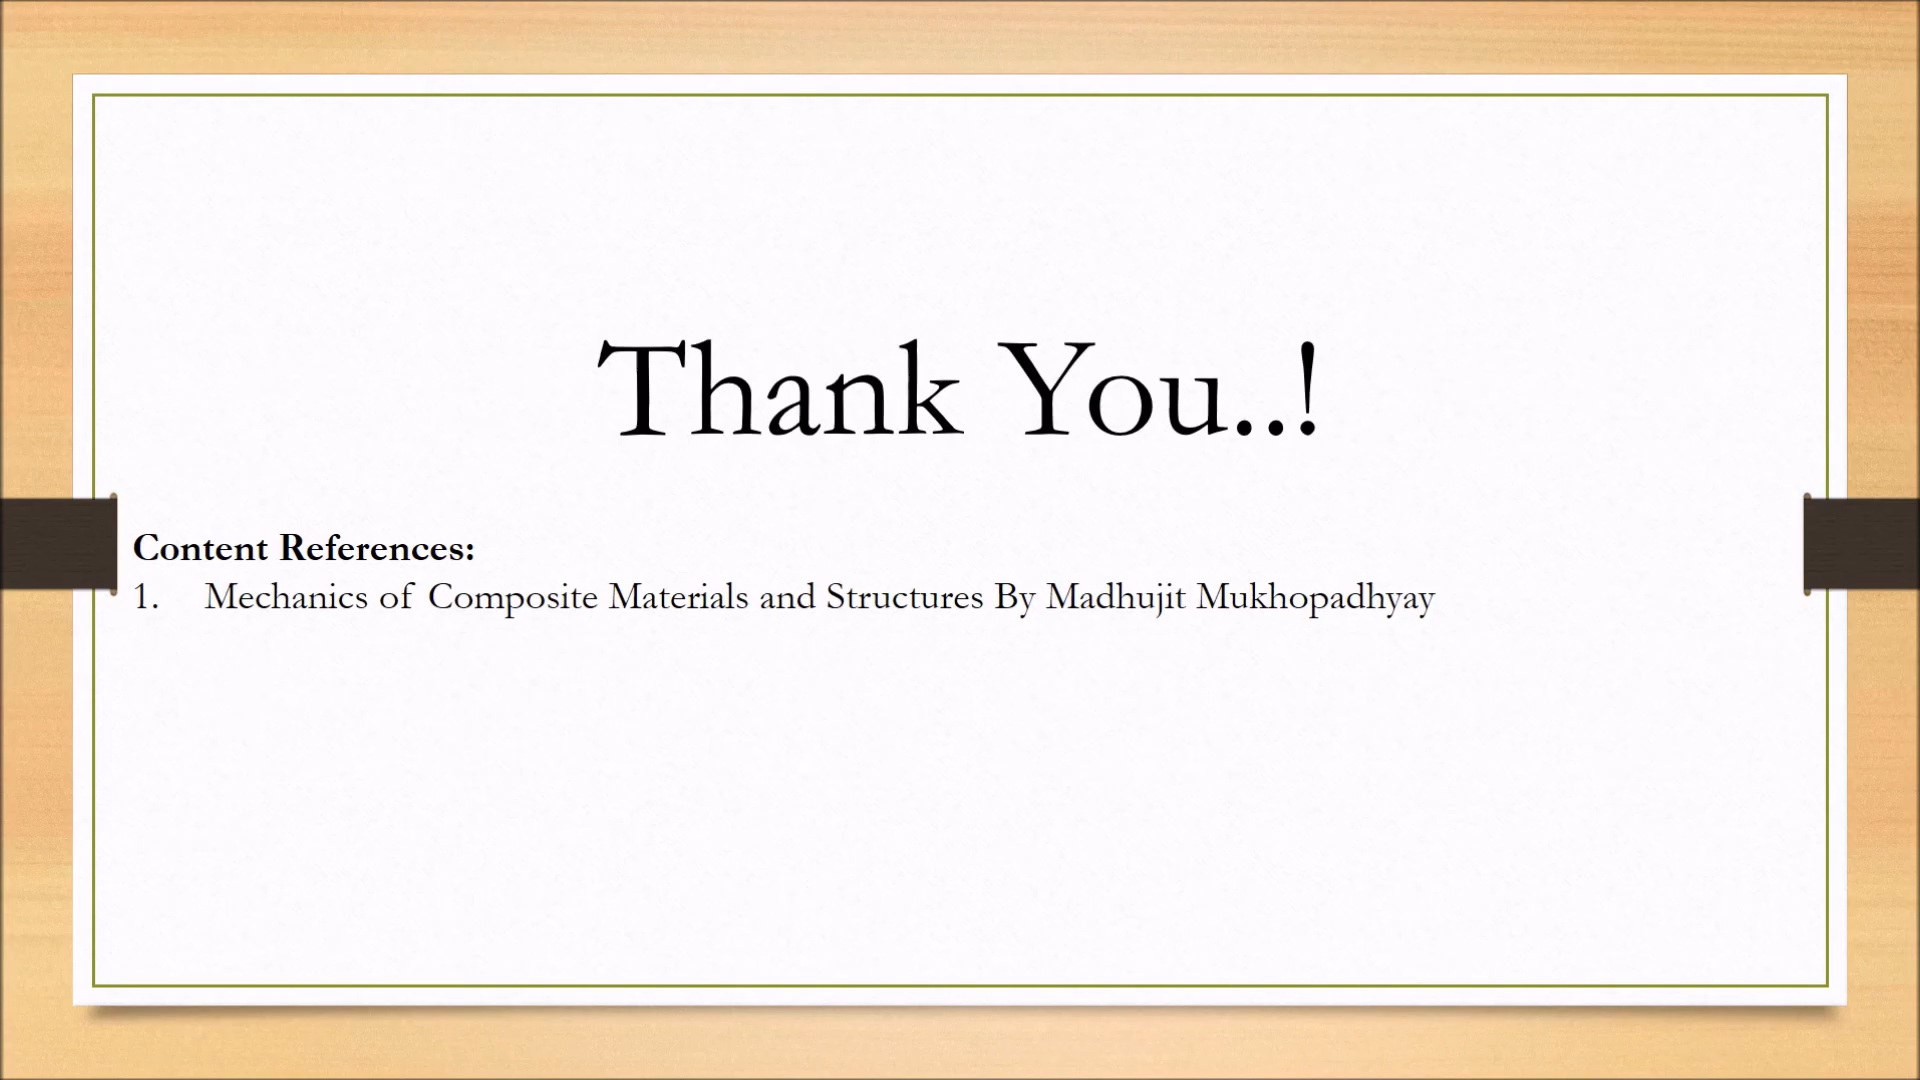 Thank You..!
Content References:
1. Mechanics of Composite Materials and Structures By Madhujit Mukhopadhyay